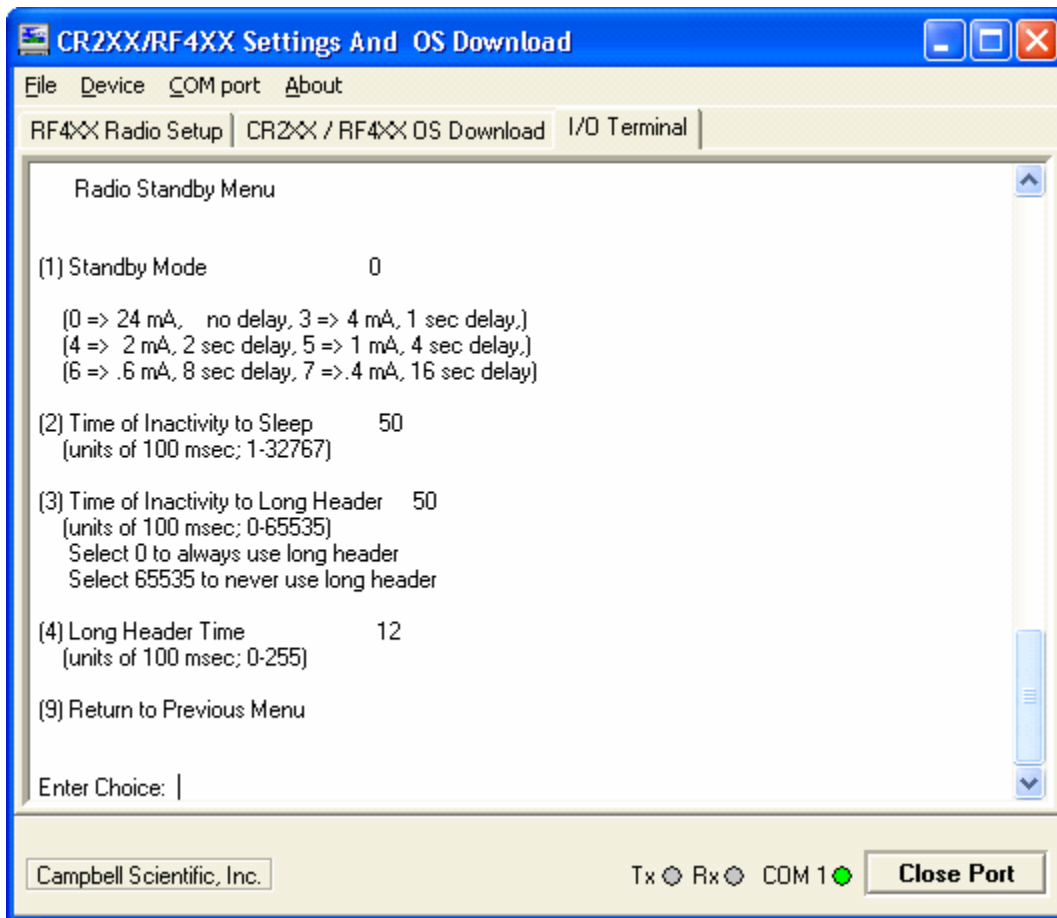 CR2XX/RF4XX Settings And OS Download
File Device COM port About
RF4XX Radio Setup CR2XX / RF4XX OS Download I/O Terminal
Radio Standby Menu
(1) Standby Mode 0
(0 => 24 mA, no delay, 3 => 4 mA, 1 sec delay,)
(4 => 2 mA, 2 sec delay, 5 => 1 mA, 4 sec delay,)
(6 => .6 mA, 8 sec delay, 7 =>.4 mA, 16 sec delay)
(2) Time of Inactivity to Sleep 50
(units of 100 msec; 1-32767)
(3) Time of Inactivity to Long Header 50
(units of 100 msec; 0-65535)
Select 0 to always use long header
Select 65535 to never use long header
(4) Long Header Time 12
(units of 100 msec; 0-255)
(9) Return to Previous Menu
Enter Choice:
Campbell Scientific, Inc. Tx Rx COM 1 Close Port